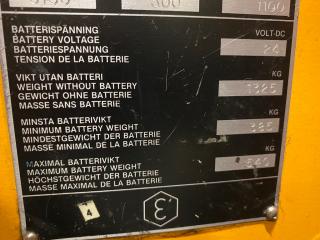 1100
BATTERISPÄNNING VOLT-DC
BATTERY VOLTAGE 24
BATTERIESPANNUNG
TENSION DE LA BATTERIE
VIKT UTAN BATTERI KG
WEIGHT WITHOUT BATTERY 1325
GEWICHT OHNE BATTERIE
MASSE SANS BATTERIE
MINSTA BATTERIVIKT KG
MINIMUM BATTERY WEIGHT 385
MINDESTGEWICHT DER BATTERIE
MASSE MINIMAL DE LA BATTERIE
MAXIMAL BATTERIVIKT KG
MAXIMUM BATTERY WEIGHT
HÖCHSTGEWICHT DER BATTERIE
MASSE MAXIMAL DE LA BATTERIE
4